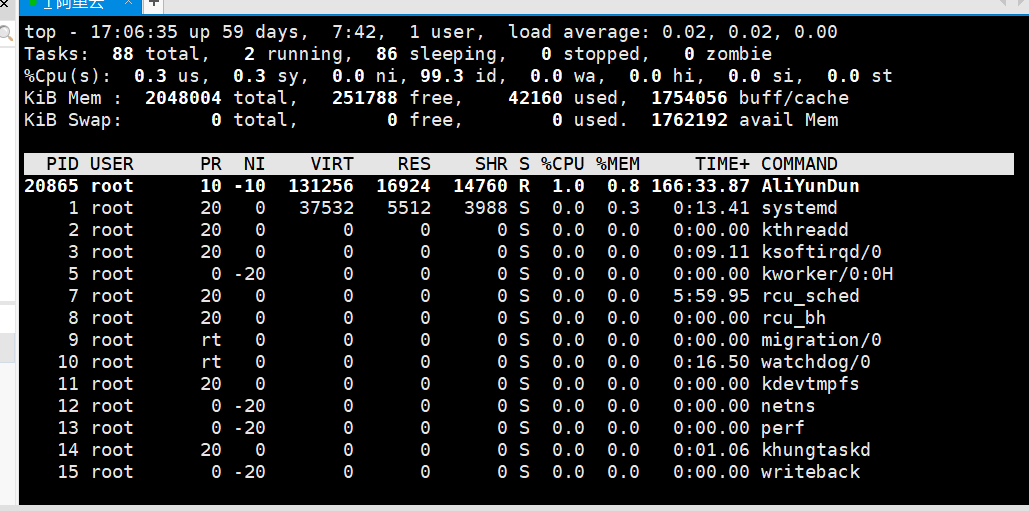 1 阿里云
top - 17:06:35 up 59 days,  7:42,  1 user,  load average: 0.02, 0.02, 0.00
Tasks:  88 total,   2 running,  86 sleeping,   0 stopped,   0 zombie
%Cpu(s):  0.3 us,  0.3 sy,  0.0 ni, 99.3 id,  0.0 wa,  0.0 hi,  0.0 si,  0.0 st
KiB Mem :  2048004 total,   251788 free,    42160 used,  1754056 buff/cache
KiB Swap:        0 total,        0 free,        0 used.  1762192 avail Mem
PID USER      PR  NI    VIRT    RES    SHR S %CPU %MEM     TIME+ COMMAND
20865 root      10 -10  131256  16924  14760 R  1.0  0.8 166:33.87 AliYunDun
1 root      20   0   37532   5512   3988 S  0.0  0.3   0:13.41 systemd
2 root      20   0       0      0      0 S  0.0  0.0   0:00.00 kthreadd
3 root      20   0       0      0      0 S  0.0  0.0   0:09.11 ksoftirqd/0
5 root       0 -20       0      0      0 S  0.0  0.0   0:00.00 kworker/0:0H
7 root      20   0       0      0      0 S  0.0  0.0   5:59.95 rcu_sched
8 root      20   0       0      0      0 S  0.0  0.0   0:00.00 rcu_bh
9 root      rt   0       0      0      0 S  0.0  0.0   0:00.00 migration/0
10 root      rt   0       0      0      0 S  0.0  0.0   0:16.50 watchdog/0
11 root      20   0       0      0      0 S  0.0  0.0   0:00.00 kdevtmpfs
12 root       0 -20       0      0      0 S  0.0  0.0   0:00.00 netns
13 root       0 -20       0      0      0 S  0.0  0.0   0:00.00 perf
14 root      20   0       0      0      0 S  0.0  0.0   0:01.06 khungtaskd
15 root       0 -20       0      0      0 S  0.0  0.0   0:00.00 writeback